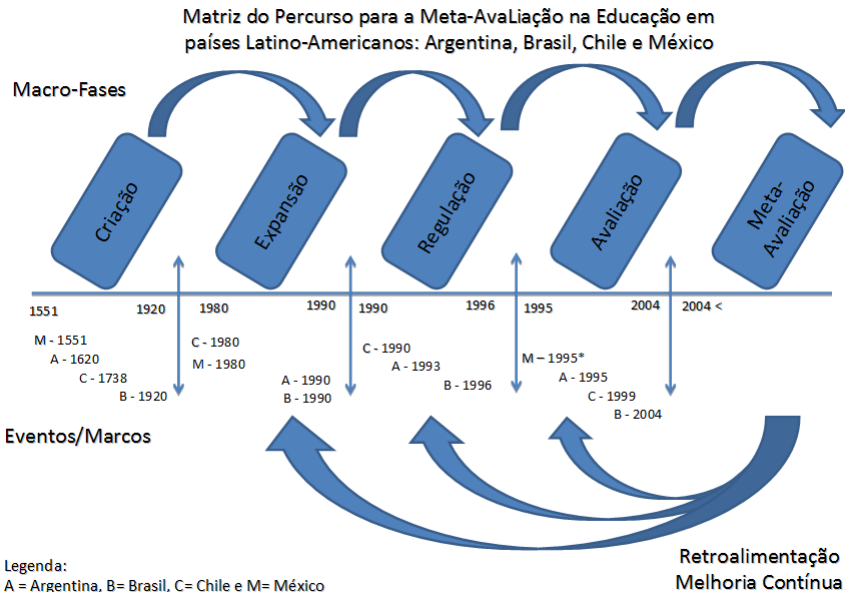 Matriz do Percurso para a Meta-AvaLiação na Educação em
países Latino-Americanos: Argentina, Brasil, Chile e México
Macro-Fases
Criação
Expansão
Regulação
Avaliação
Meta-
Avaliação
1551
1920
1980
1990
1990
1996
1995
2004
2004 <
M - 1551
A - 1620
C - 1738
B - 1920
C - 1980
M - 1980
A - 1990
B - 1990
C - 1990
A - 1993
B - 1996
M – 1995*
A - 1995
C - 1999
B - 2004
Eventos/Marcos
Retroalimentação
Melhoria Contínua
Legenda:
A = Argentina, B= Brasil, C= Chile e M= México